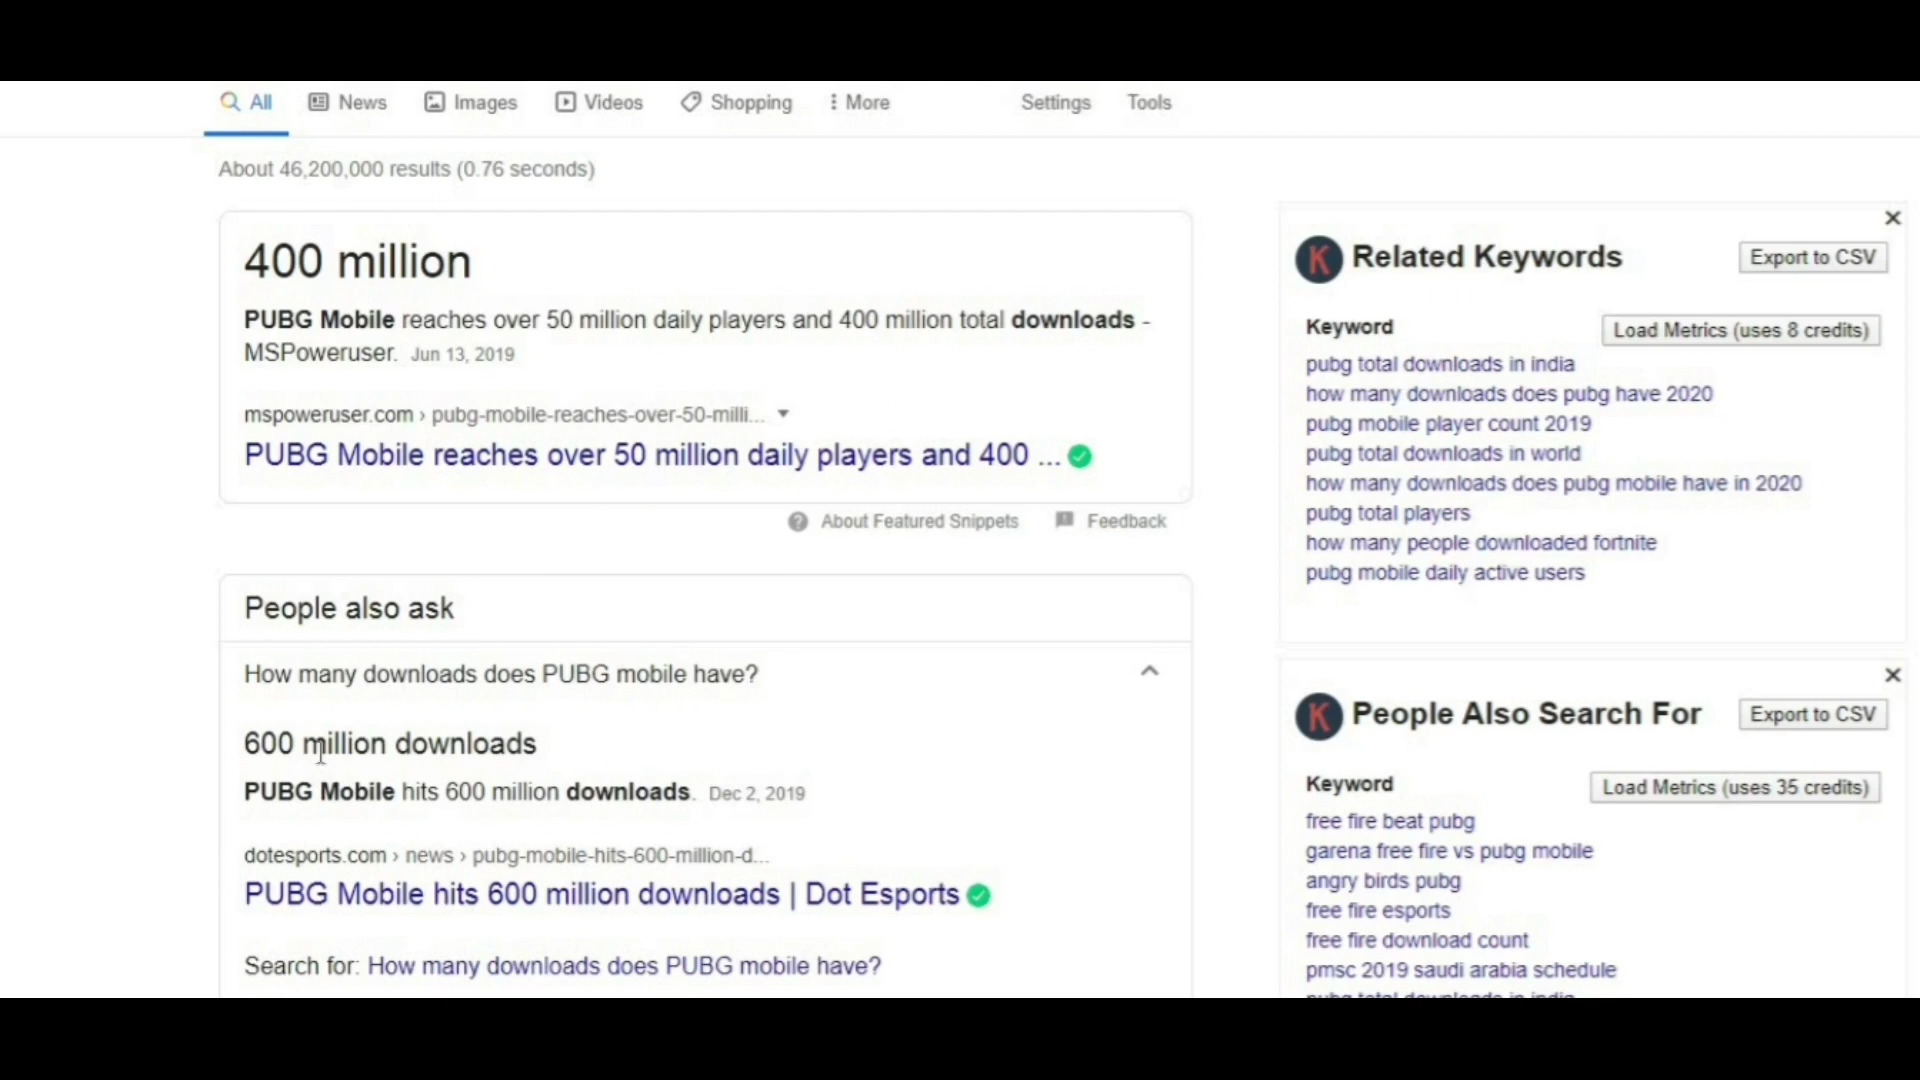 All News Images Videos Shopping More Settings Tools
About 46,200,000 results (0.76 seconds)
400 million
PUBG Mobile reaches over 50 million daily players and 400 million total downloads -
MSPoweruser. Jun 13, 2019
mspoweruser.com › pubg-mobile-reaches-over-50-milli...
PUBG Mobile reaches over 50 million daily players and 400 ...
About Featured Snippets Feedback
People also ask
How many downloads does PUBG mobile have?
600 million downloads
PUBG Mobile hits 600 million downloads. Dec 2, 2019
dotesports.com › news › pubg-mobile-hits-600-million-d...
PUBG Mobile hits 600 million downloads | Dot Esports
Search for: How many downloads does PUBG mobile have?
K Related Keywords Export to CSV
Keyword Load Metrics (uses 8 credits)
pubg total downloads in india
how many downloads does pubg have 2020
pubg mobile player count 2019
pubg total downloads in world
how many downloads does pubg mobile have in 2020
pubg total players
how many people downloaded fortnite
pubg mobile daily active users
K People Also Search For Export to CSV
Keyword Load Metrics (uses 35 credits)
free fire beat pubg
garena free fire vs pubg mobile
angry birds pubg
free fire esports
free fire download count
pmsc 2019 saudi arabia schedule
pubg total downloads in india